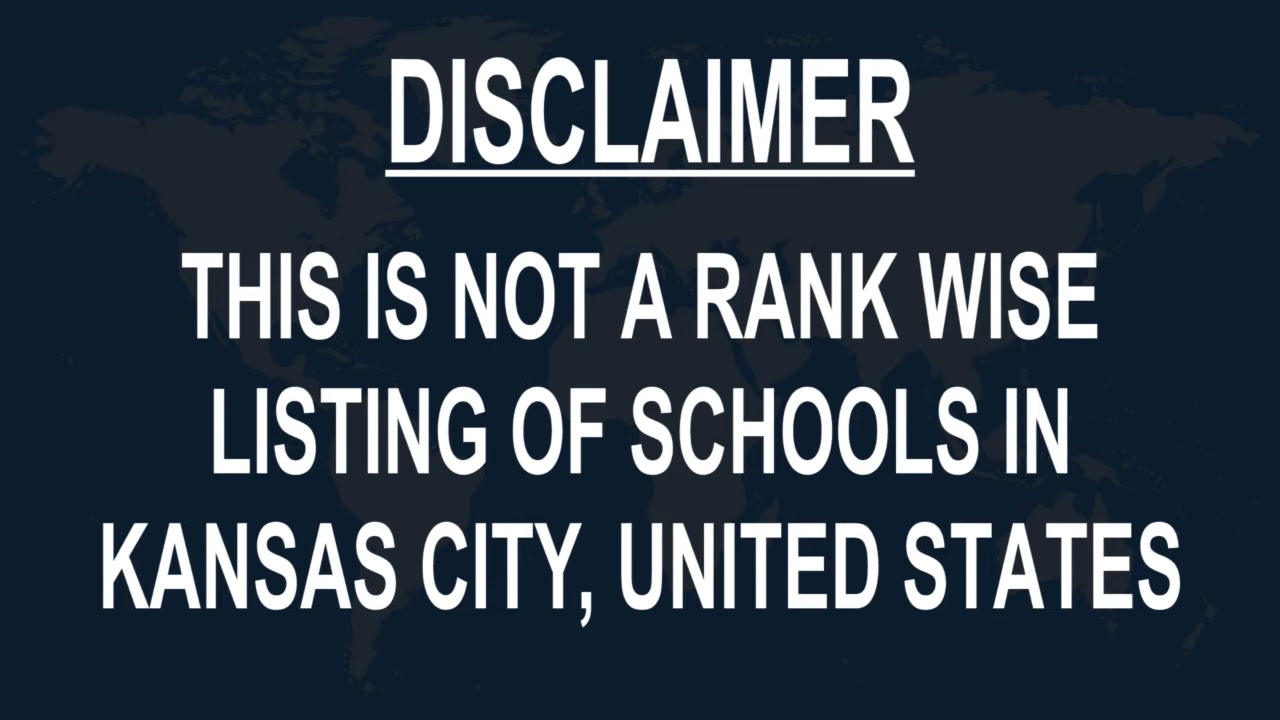 DISCLAIMER
THIS IS NOT A RANK WISE
LISTING OF SCHOOLS IN
KANSAS CITY, UNITED STATES